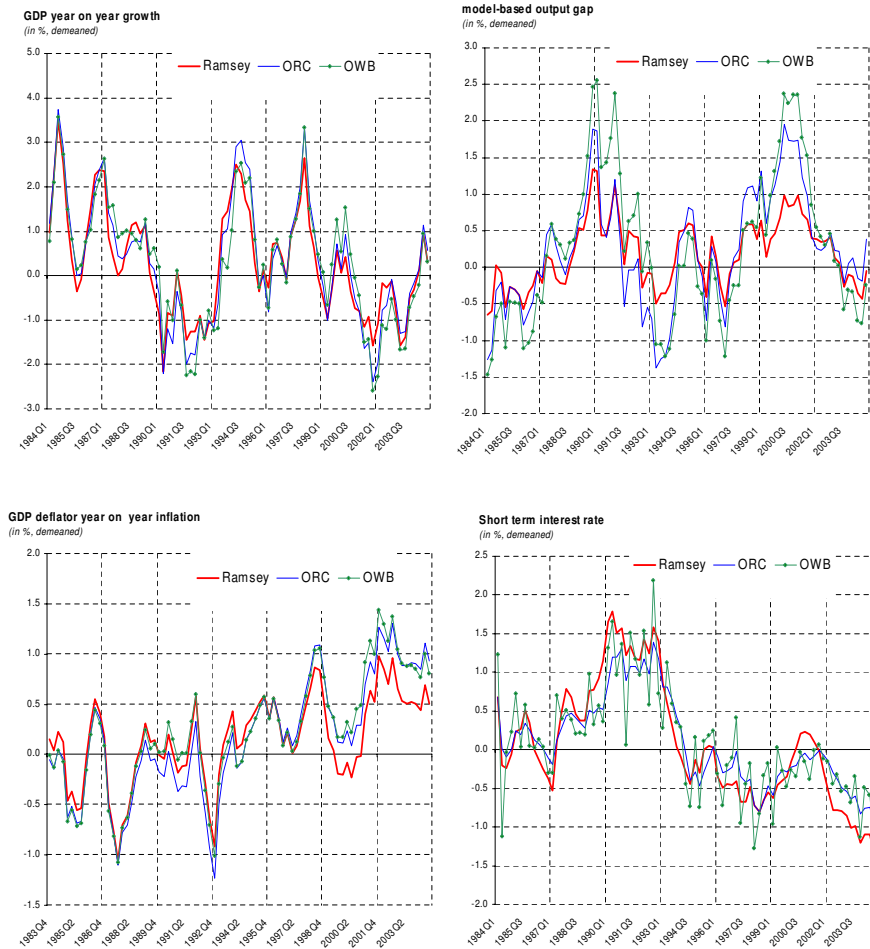 GDP year on year growth
(in %, demeaned)
Ramsey ORC OWB
5.0
4.0
3.0
2.0
1.0
0.0
-1.0
-2.0
-3.0
1984Q1 1985Q3 1987Q1 1988Q3 1990Q1 1991Q3 1993Q1 1994Q3 1996Q1 1997Q3 1999Q1 2000Q3 2002Q1 2003Q3
model-based output gap
(in %, demeaned)
Ramsey ORC OWB
3.0
2.5
2.0
1.5
1.0
0.5
0.0
-0.5
-1.0
-1.5
-2.0
1984Q1 1985Q3 1987Q1 1988Q3 1990Q1 1991Q3 1993Q1 1994Q3 1996Q1 1997Q3 1999Q1 2000Q3 2002Q1 2003Q3
GDP deflator year on year inflation
(in %, demeaned)
Ramsey ORC OWB
2.0
1.5
1.0
0.5
0.0
-0.5
-1.0
-1.5
1983Q4 1985Q2 1986Q4 1988Q2 1989Q4 1991Q2 1992Q4 1994Q2 1995Q4 1997Q2 1998Q4 2000Q2 2001Q4 2003Q2
Short term interest rate
(in %, demeaned)
Ramsey ORC OWB
2.5
2.0
1.5
1.0
0.5
0.0
-0.5
-1.0
-1.5
-2.0
1984Q1 1985Q3 1987Q1 1988Q3 1990Q1 1991Q3 1993Q1 1994Q3 1996Q1 1997Q3 1999Q1 2000Q3 2002Q1 2003Q3